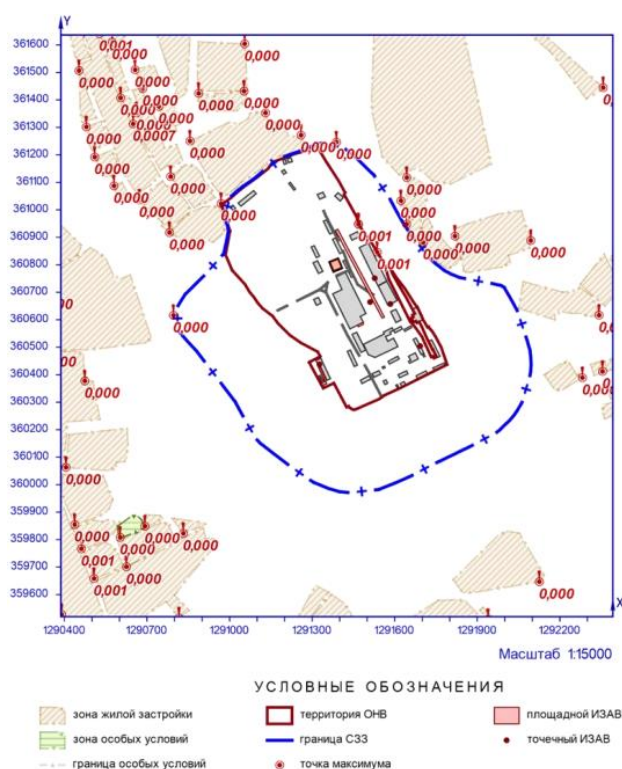 Y
361600
361500
361400
361300
361200
361100
361000
360900
360800
360700
360600
360500
360400
360300
360200
360100
360000
359900
359800
359700
359600
0,001 0,000
0,000 0,000
0,000 0,000 0,000 0,000
0,000 0,000 0,000
0,000 0,0007 0,000 0,000
0,000 0,000 0,000
0,000 0,000 0,000
0,000 0,000 0,000
0,000 0,001 0,000 0,000 0,000
0,001 0,000
0,000 0,000
0,000 0,000
0,000
0,000 0,000 0,000
0,001 0,000
0,001 0,000
X
1290400 1290700 1291000 1291300 1291600 1291900 1292200
Масштаб 1:15000
УСЛОВНЫЕ ОБОЗНАЧЕНИЯ
зона жилой застройки территория ОНВ площадной ИЗАВ
зона особых условий граница СЗЗ точечный ИЗАВ
граница особых условий точка максимума